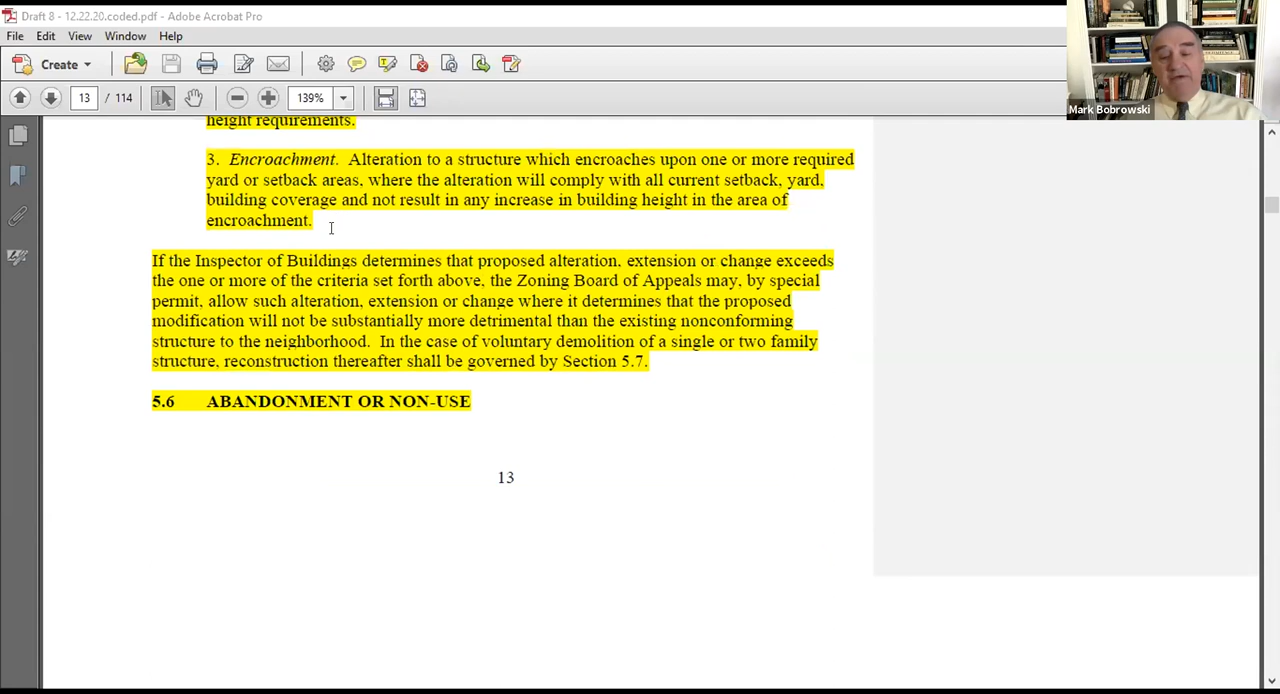 Draft 8 - 12.22.20.coded.pdf - Adobe Acrobat Pro
File Edit View Window Help
Create
13 / 114 139%
Mark Bobrowski
height requirements.
3. Encroachment. Alteration to a structure which encroaches upon one or more required
yard or setback areas, where the alteration will comply with all current setback, yard,
building coverage and not result in any increase in building height in the area of
encroachment.
If the Inspector of Buildings determines that proposed alteration, extension or change exceeds
the one or more of the criteria set forth above, the Zoning Board of Appeals may, by special
permit, allow such alteration, extension or change where it determines that the proposed
modification will not be substantially more detrimental than the existing nonconforming
structure to the neighborhood. In the case of voluntary demolition of a single or two family
structure, reconstruction thereafter shall be governed by Section 5.7.
5.6 ABANDONMENT OR NON-USE
13